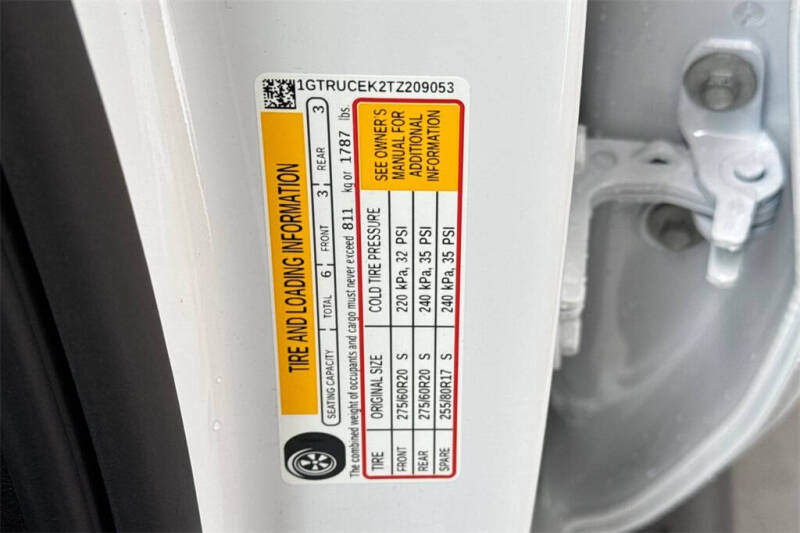 1GTRUCEK2TZ209053
TIRE AND LOADING INFORMATION
SEATING CAPACITY TOTAL 6 FRONT 3 REAR 3
The combined weight of occupants and cargo must never exceed 811 kg or 1787 lbs.
TIRE ORIGINAL SIZE COLD TIRE PRESSURE
FRONT 275/60R20 S 220 kPa, 32 PSI
REAR 275/60R20 S 240 kPa, 35 PSI
SPARE 255/80R17 S 240 kPa, 35 PSI
SEE OWNER'S
MANUAL FOR
ADDITIONAL
INFORMATION